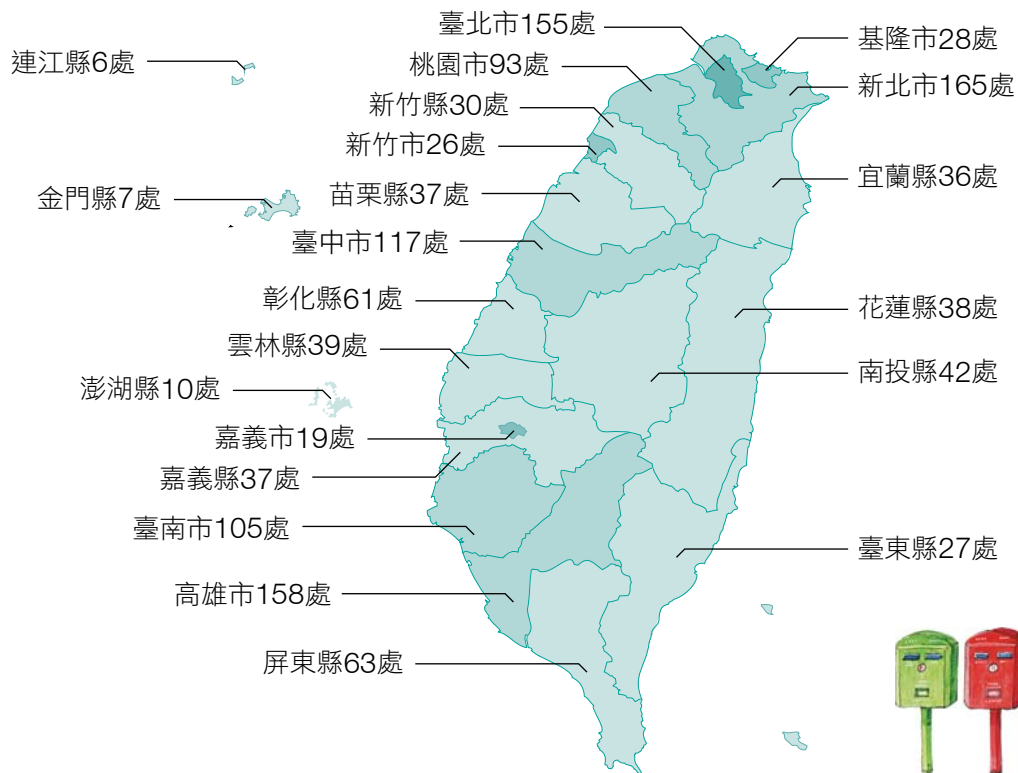 臺北市155處
基隆市28處
連江縣6處
桃園市93處
新北市165處
新竹縣30處
新竹市26處
宜蘭縣36處
金門縣7處
苗栗縣37處
臺中市117處
彰化縣61處
花蓮縣38處
雲林縣39處
南投縣42處
澎湖縣10處
嘉義市19處
嘉義縣37處
臺南市105處
臺東縣27處
高雄市158處
屏東縣63處